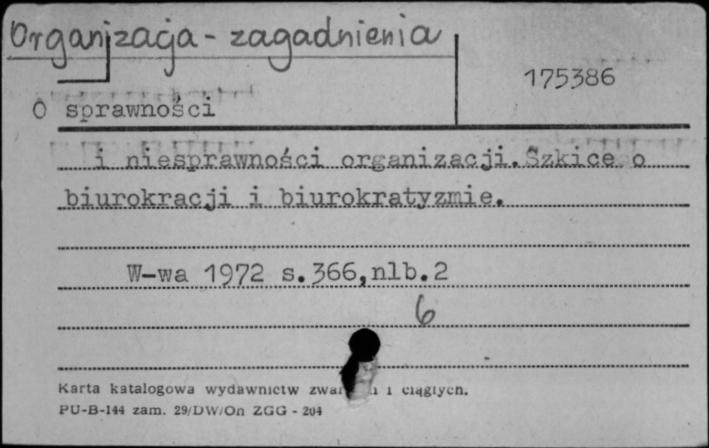 Organizacja - zagadnienia
175386
O sprawności
i niesprawności organizacji. Szkice o
biurokracji i biurokratyzmie.
W-wa 1972 s.366,nlb.2
6
Karta katalogowa wydawnictw i ciągłych.
PU-B-144 zam. 29/DW/On ZGG - 204